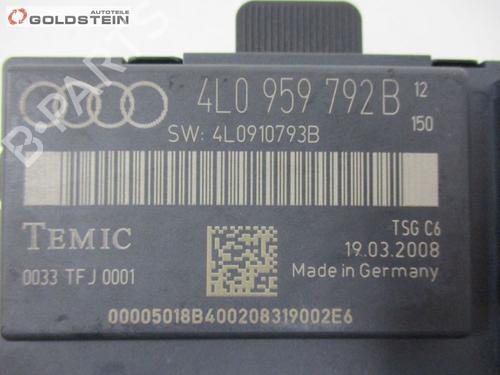 Autoteile
GOLDSTEIN
B-PARTS
4L0 959 792B 12
150
SW: 4L0910793B
TEMIC
TSG C6
19.03.2008
0033 TFJ 0001
Made in Germany
00005018B400208319002E6